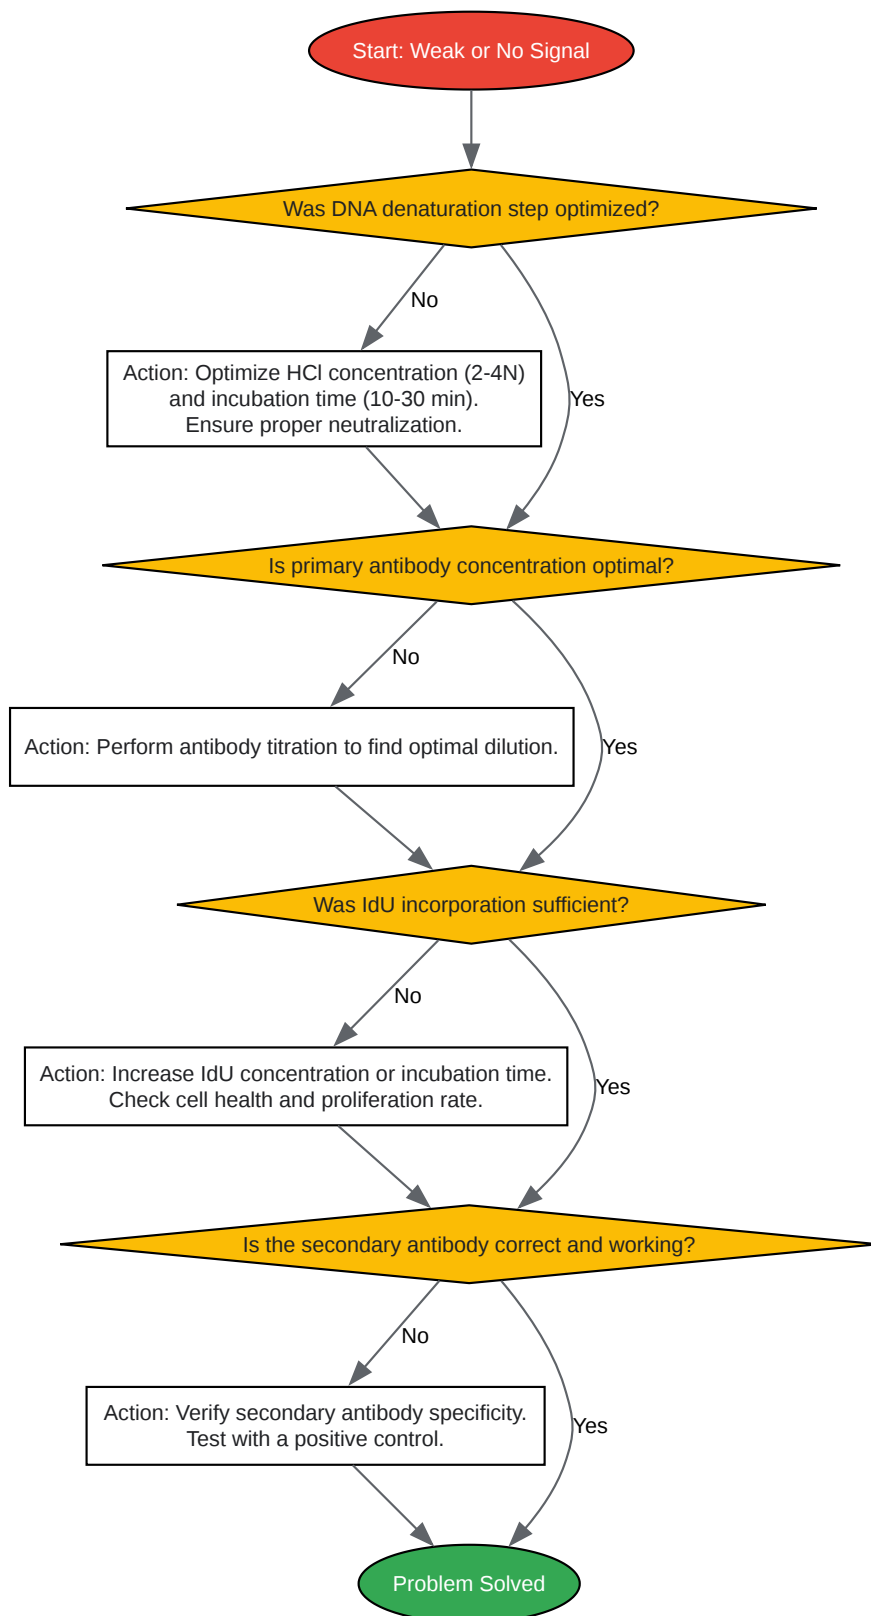 Start: Weak or No Signal
Was DNA denaturation step optimized?
No
Action: Optimize HCl concentration (2-4N)
and incubation time (10-30 min).
Ensure proper neutralization.
Yes
Is primary antibody concentration optimal?
No
Action: Perform antibody titration to find optimal dilution.
Yes
Was IdU incorporation sufficient?
No
Action: Increase IdU concentration or incubation time.
Check cell health and proliferation rate.
Yes
Is the secondary antibody correct and working?
No
Action: Verify secondary antibody specificity.
Test with a positive control.
Yes
Problem Solved